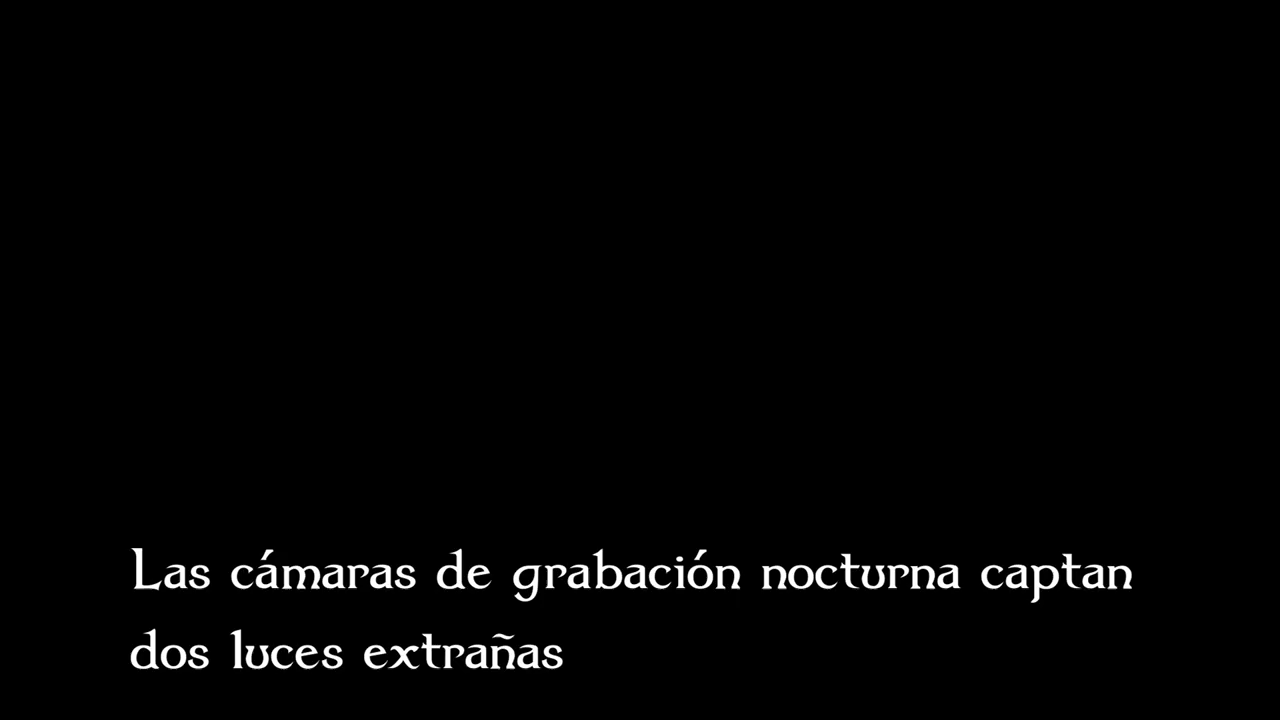 Las cámaras de grabación nocturna captan
dos luces extrañas